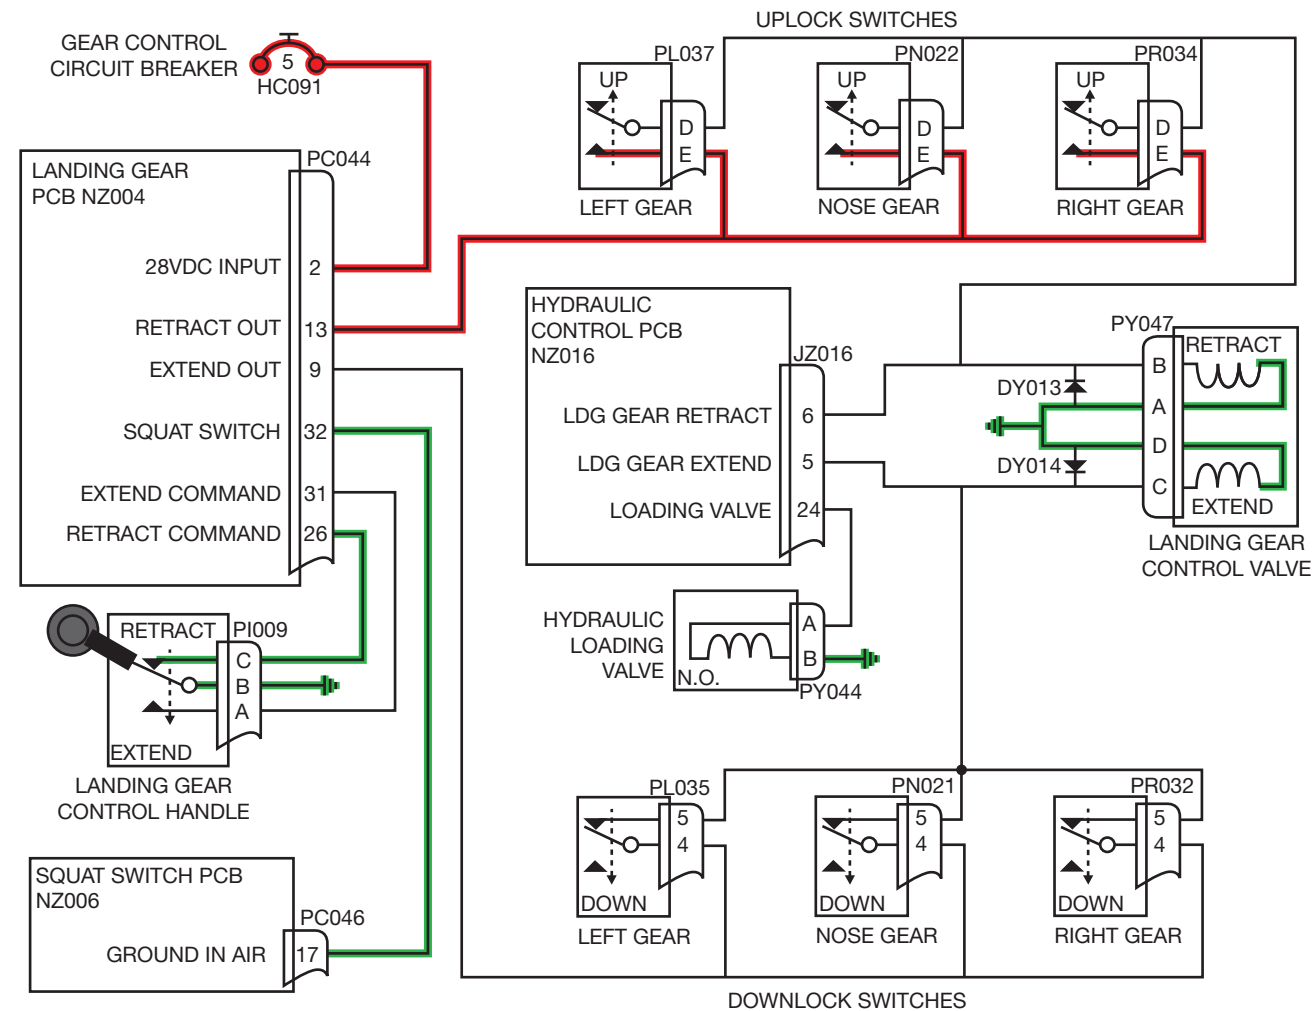 UPLOCK SWITCHES
GEAR CONTROL
CIRCUIT BREAKER
5
HC091
PL037
UP
D
E
LEFT GEAR
PN022
UP
D
E
NOSE GEAR
PR034
UP
D
E
RIGHT GEAR
LANDING GEAR
PCB NZ004
PC044
28VDC INPUT
2
RETRACT OUT
13
EXTEND OUT
9
SQUAT SWITCH
32
EXTEND COMMAND
31
RETRACT COMMAND
26
HYDRAULIC
CONTROL PCB
NZ016
JZ016
LDG GEAR RETRACT
6
LDG GEAR EXTEND
5
LOADING VALVE
24
PY047
RETRACT
B
DY013
A
D
DY014
C
EXTEND
LANDING GEAR
CONTROL VALVE
HYDRAULIC
LOADING
VALVE
A
B
N.O.
PY044
RETRACT
PI009
C
B
A
EXTEND
LANDING GEAR
CONTROL HANDLE
SQUAT SWITCH PCB
NZ006
PC046
GROUND IN AIR
17
PL035
5
4
DOWN
LEFT GEAR
PN021
5
4
DOWN
NOSE GEAR
PR032
5
4
DOWN
RIGHT GEAR
DOWNLOCK SWITCHES